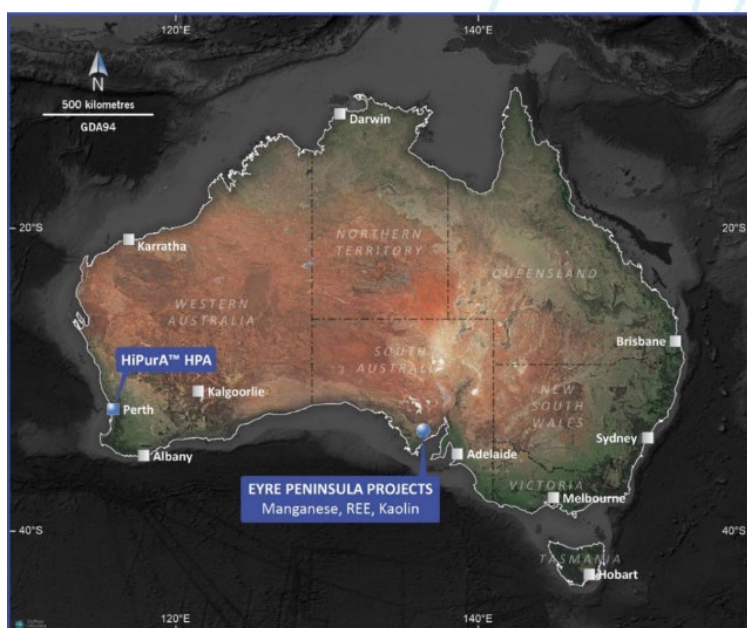 120°E
140°E
N
500 kilometres
GDA94
Darwin
20°S
20°S
NORTHERN
TERRITORY
Karratha
QUEENSLAND
WESTERN
AUSTRALIA
Brisbane
SOUTH
AUSTRALIA
HiPurA™ HPA
Kalgoorlie
NEW
SOUTH
WALES
Perth
Sydney
Albany
Adelaide
EYRE PENINSULA PROJECTS
Manganese, REE, Kaolin
VICTORIA
Melbourne
40°S
40°S
TASMANIA
Hobart
120°E
140°E